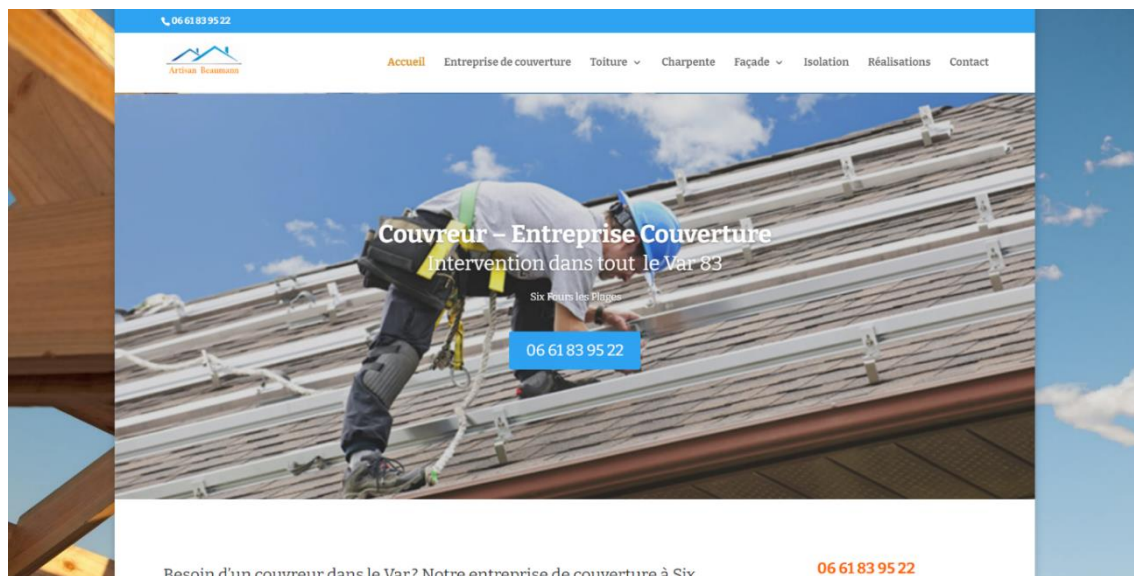 06 61 83 95 22
Artisan Beaumann
Accueil Entreprise de couverture Toiture Charpente Façade Isolation Réalisations Contact
Couvreur – Entreprise Couverture
Intervention dans tout le Var 83
Six Fours les Plages
06 61 83 95 22
Besoin d'un couvreur dans le Var ? Notre entreprise de couverture à Six
06 61 83 95 22